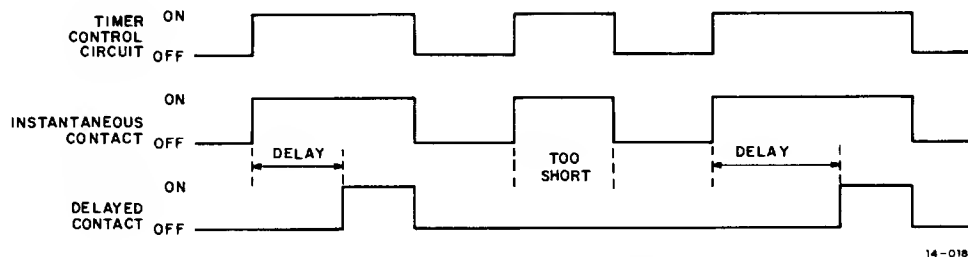 TIMER
CONTROL
CIRCUIT
ON
OFF
INSTANTANEOUS
CONTACT
ON
OFF
DELAY
TOO
SHORT
DELAY
DELAYED
CONTACT
ON
OFF
14-018